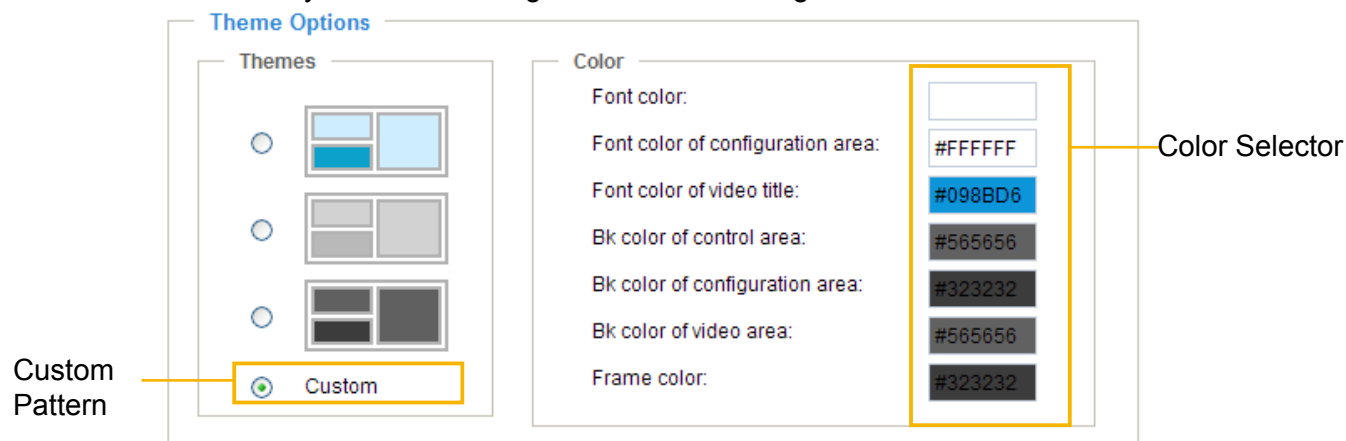 Theme Options
Themes
Custom
Color
Font color:
Font color of configuration area: #FFFFFF
Font color of video title: #098BD6
Bk color of control area: #565656
Bk color of configuration area: #323232
Bk color of video area: #565656
Frame color: #323232
Color Selector
Custom
Pattern